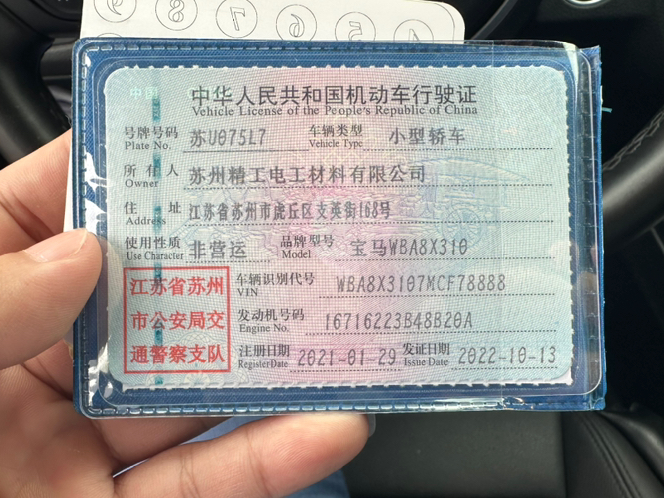 ⑨ ⑧ ⑦ ⑥ ⑤ ④
中国
中华人民共和国机动车行驶证
Vehicle License of the People's Republic of China
号牌号码 苏U075L7 车辆类型 小型轿车
Plate No. Vehicle Type
所有人 苏州精工电工材料有限公司
Owner
住址 江苏省苏州市虎丘区支英街168号
Address
使用性质 非营运 品牌型号 宝马WBA8X310
Use Character Model
江苏省苏州
市公安局交
通警察支队
车辆识别代号 WBA8X3107MCF78888
VIN
发动机号码 16716223B48B20A
Engine No.
注册日期 2021-01-29 发证日期 2022-10-13
Register Date Issue Date